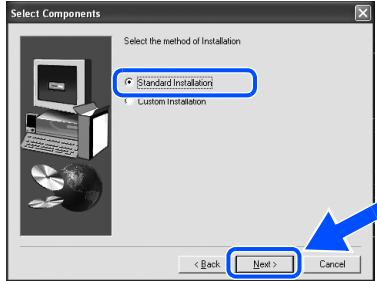 Select Components
Select the method of Installation
Standard Installation
Custom Installation
< Back
Next >
Cancel